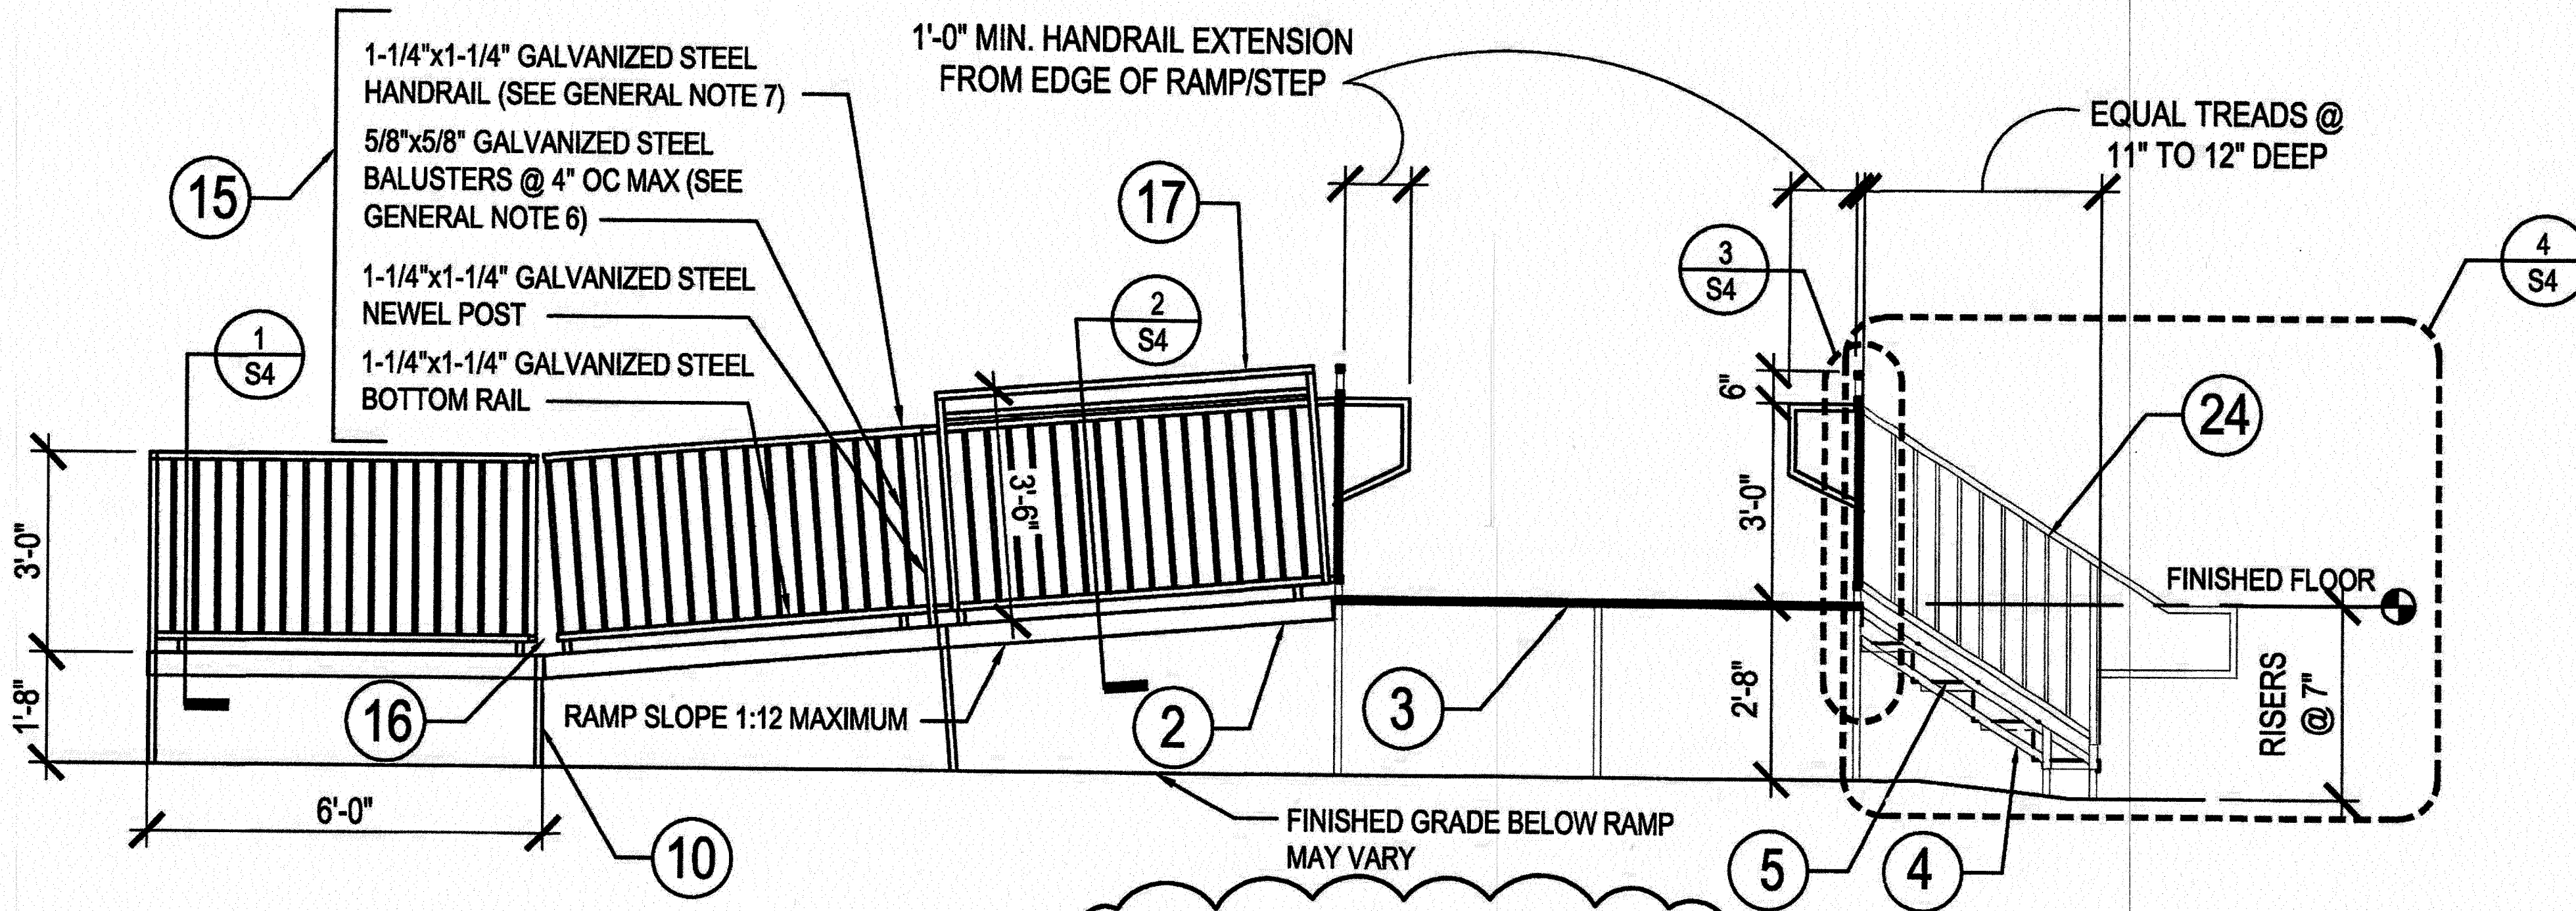 1-1/4"x1-1/4" GALVANIZED STEEL
HANDRAIL (SEE GENERAL NOTE 7)
5/8"x5/8" GALVANIZED STEEL
BALUSTERS @ 4" OC MAX (SEE
GENERAL NOTE 6)
1-1/4"x1-1/4" GALVANIZED STEEL
NEWEL POST
1-1/4"x1-1/4" GALVANIZED STEEL
BOTTOM RAIL
15
1
S4
1'-0" MIN. HANDRAIL EXTENSION
FROM EDGE OF RAMP/STEP
17
2
S4
EQUAL TREADS @
11" TO 12" DEEP
3
S4
4
S4
24
6"
3'-0"
2'-8"
FINISHED FLOOR
RISERS
@ 7"
3'-0"
1'-8"
3'-6"
16
RAMP SLOPE 1:12 MAXIMUM
2
3
6'-0"
10
FINISHED GRADE BELOW RAMP
MAY VARY
5
4